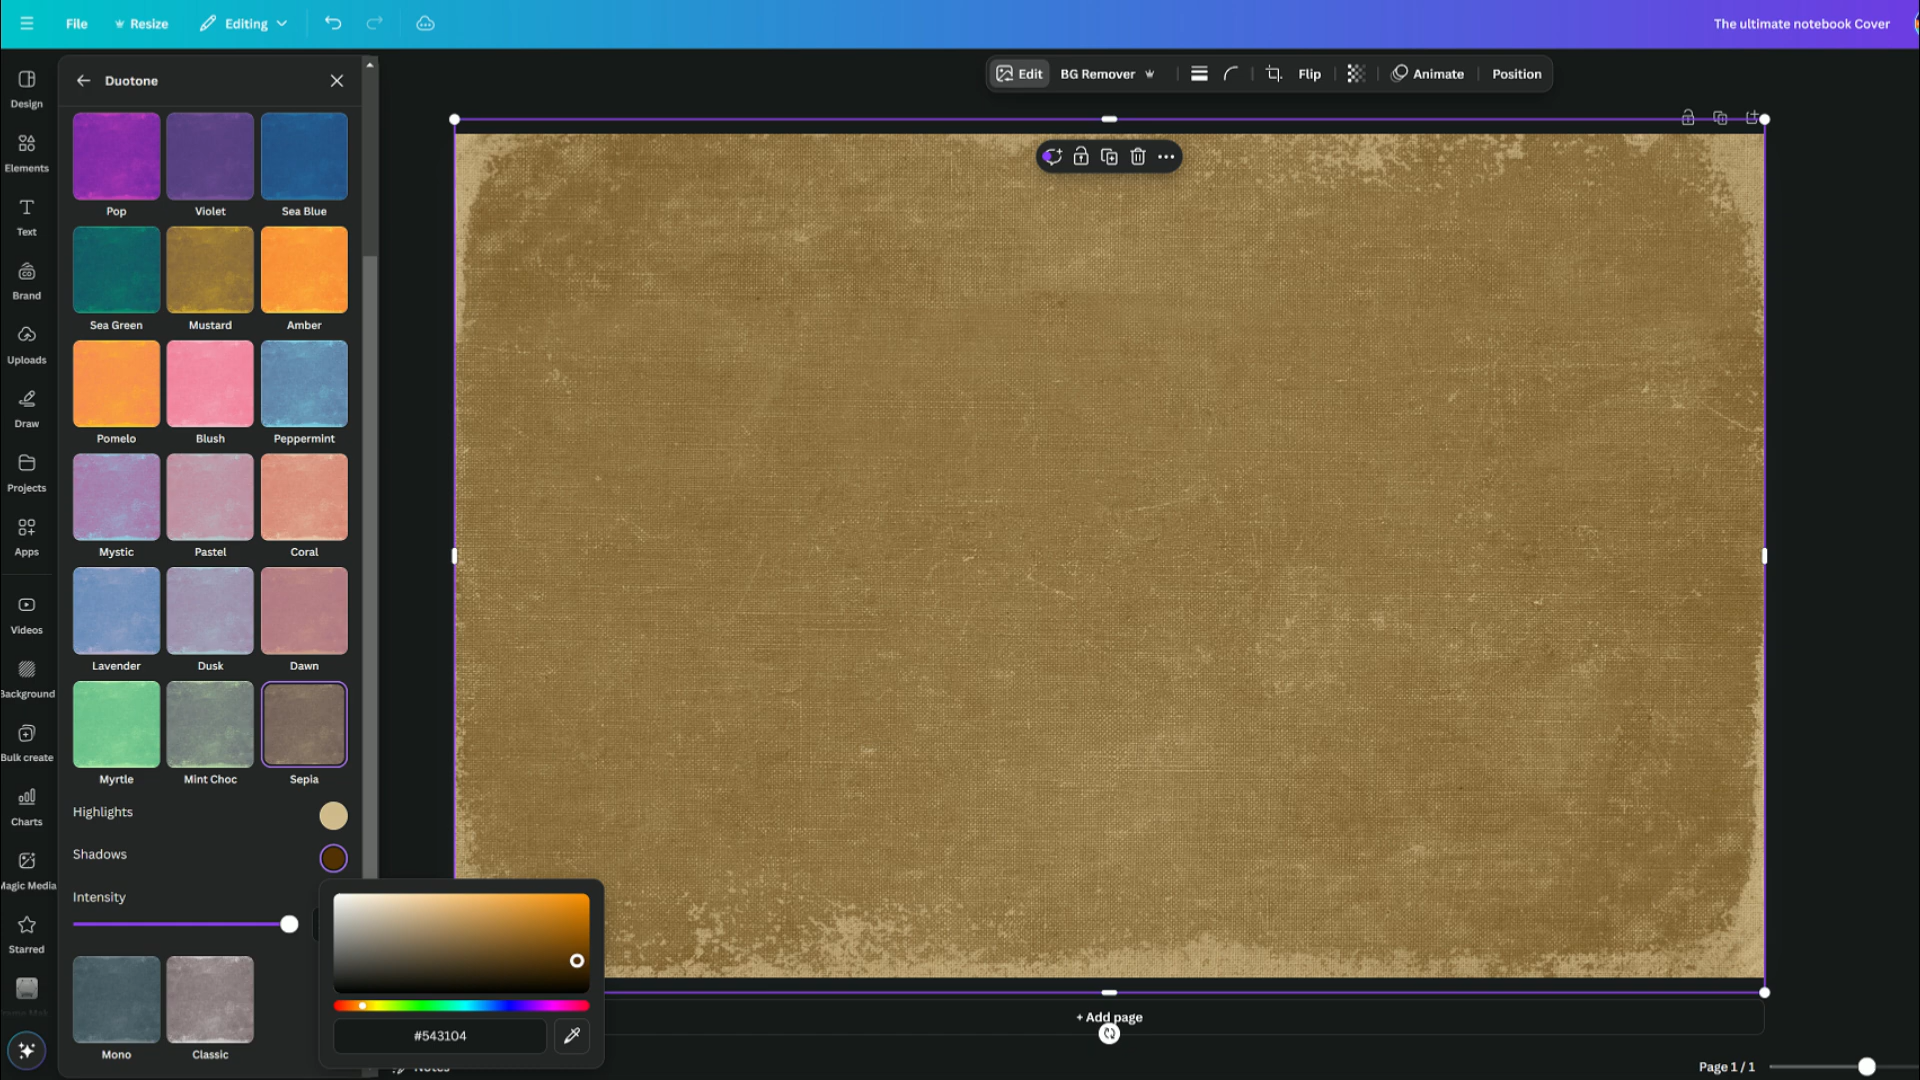 File
Resize
Editing
The ultimate notebook Cover
Design
Elements
Text
Brand
Uploads
Draw
Projects
Apps
Videos
Background
Bulk create
Charts
Magic Media
Starred
Duotone
Pop
Violet
Sea Blue
Sea Green
Mustard
Amber
Pomelo
Blush
Peppermint
Mystic
Pastel
Coral
Lavender
Dusk
Dawn
Myrtle
Mint Choc
Sepia
Highlights
Shadows
Intensity
Mono
Classic
#543104
Edit
BG Remover
Flip
Animate
Position
+ Add page
Notes
Page 1 / 1